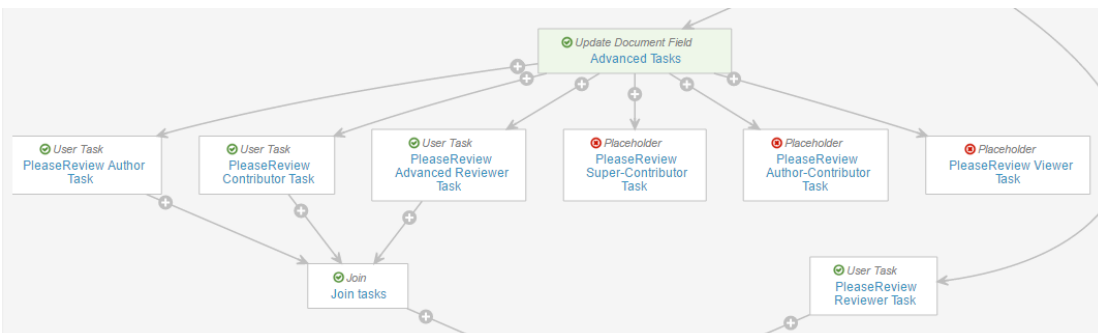 Update Document Field
Advanced Tasks
User Task
PleaseReview Author
Task
User Task
PleaseReview
Contributor Task
User Task
PleaseReview
Advanced Reviewer
Task
Placeholder
PleaseReview
Super-Contributor
Task
Placeholder
PleaseReview
Author-Contributor
Task
Placeholder
PleaseReview Viewer
Task
Join
Join tasks
User Task
PleaseReview
Reviewer Task